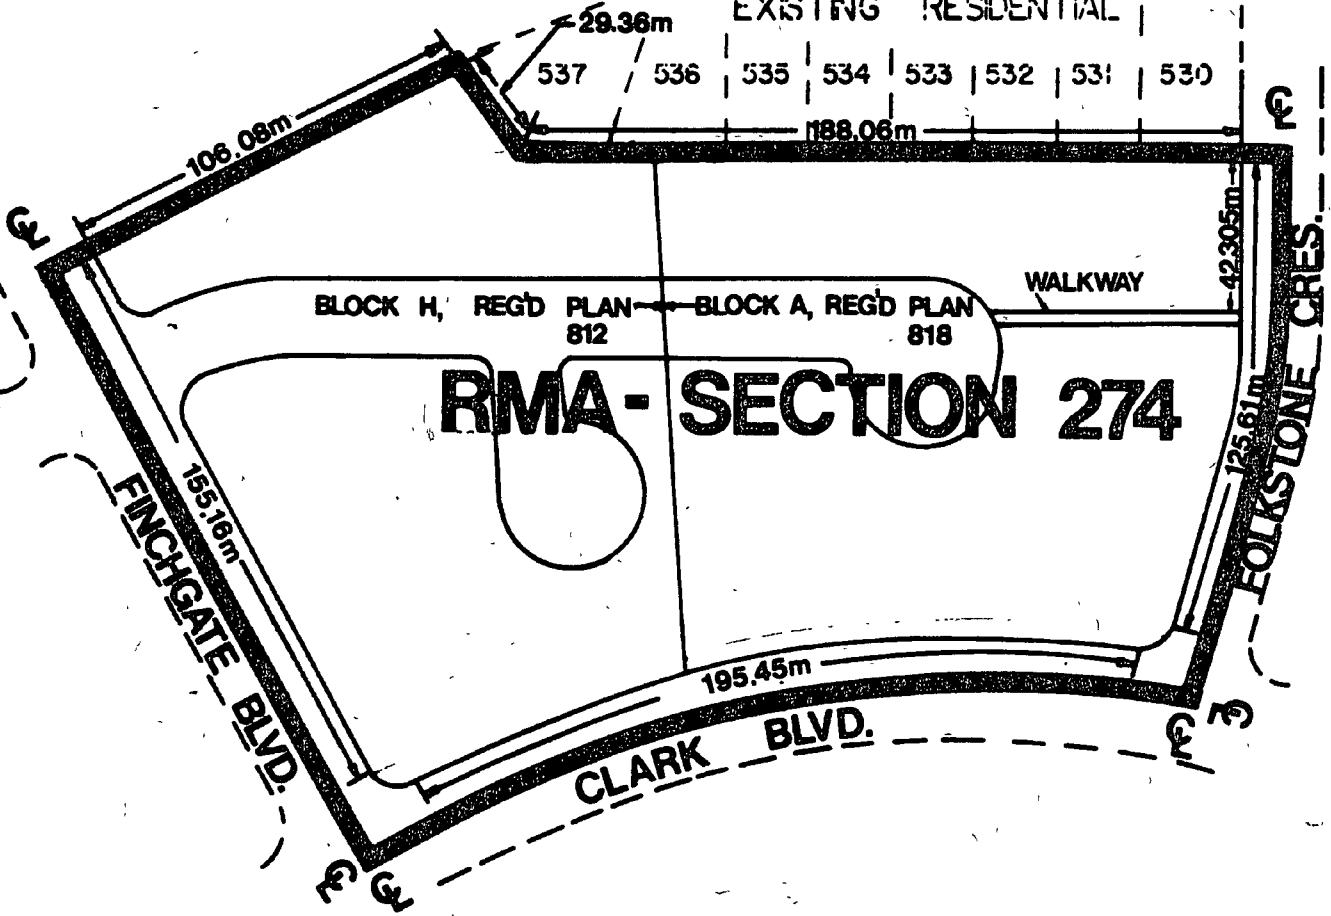 EXISTING RESIDENTIAL
29.36m
537 536 535 534 533 532 531 530
188.06m
106.08m
42.305m
WALKWAY
BLOCK H, REG'D PLAN 812
BLOCK A, REG'D PLAN 818
RMA - SECTION 274
125.61m
155.16m
195.45m
FINCHGATE BLVD.
CLARK BLVD.
FOLKSTONE CRES.